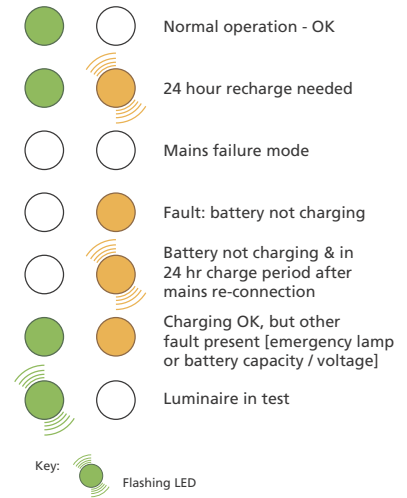 Normal operation - OK
24 hour recharge needed
Mains failure mode
Fault: battery not charging
Battery not charging & in
24 hr charge period after
mains re-connection
Charging OK, but other
fault present [emergency lamp
or battery capacity / voltage]
Luminaire in test
Key:
Flashing LED